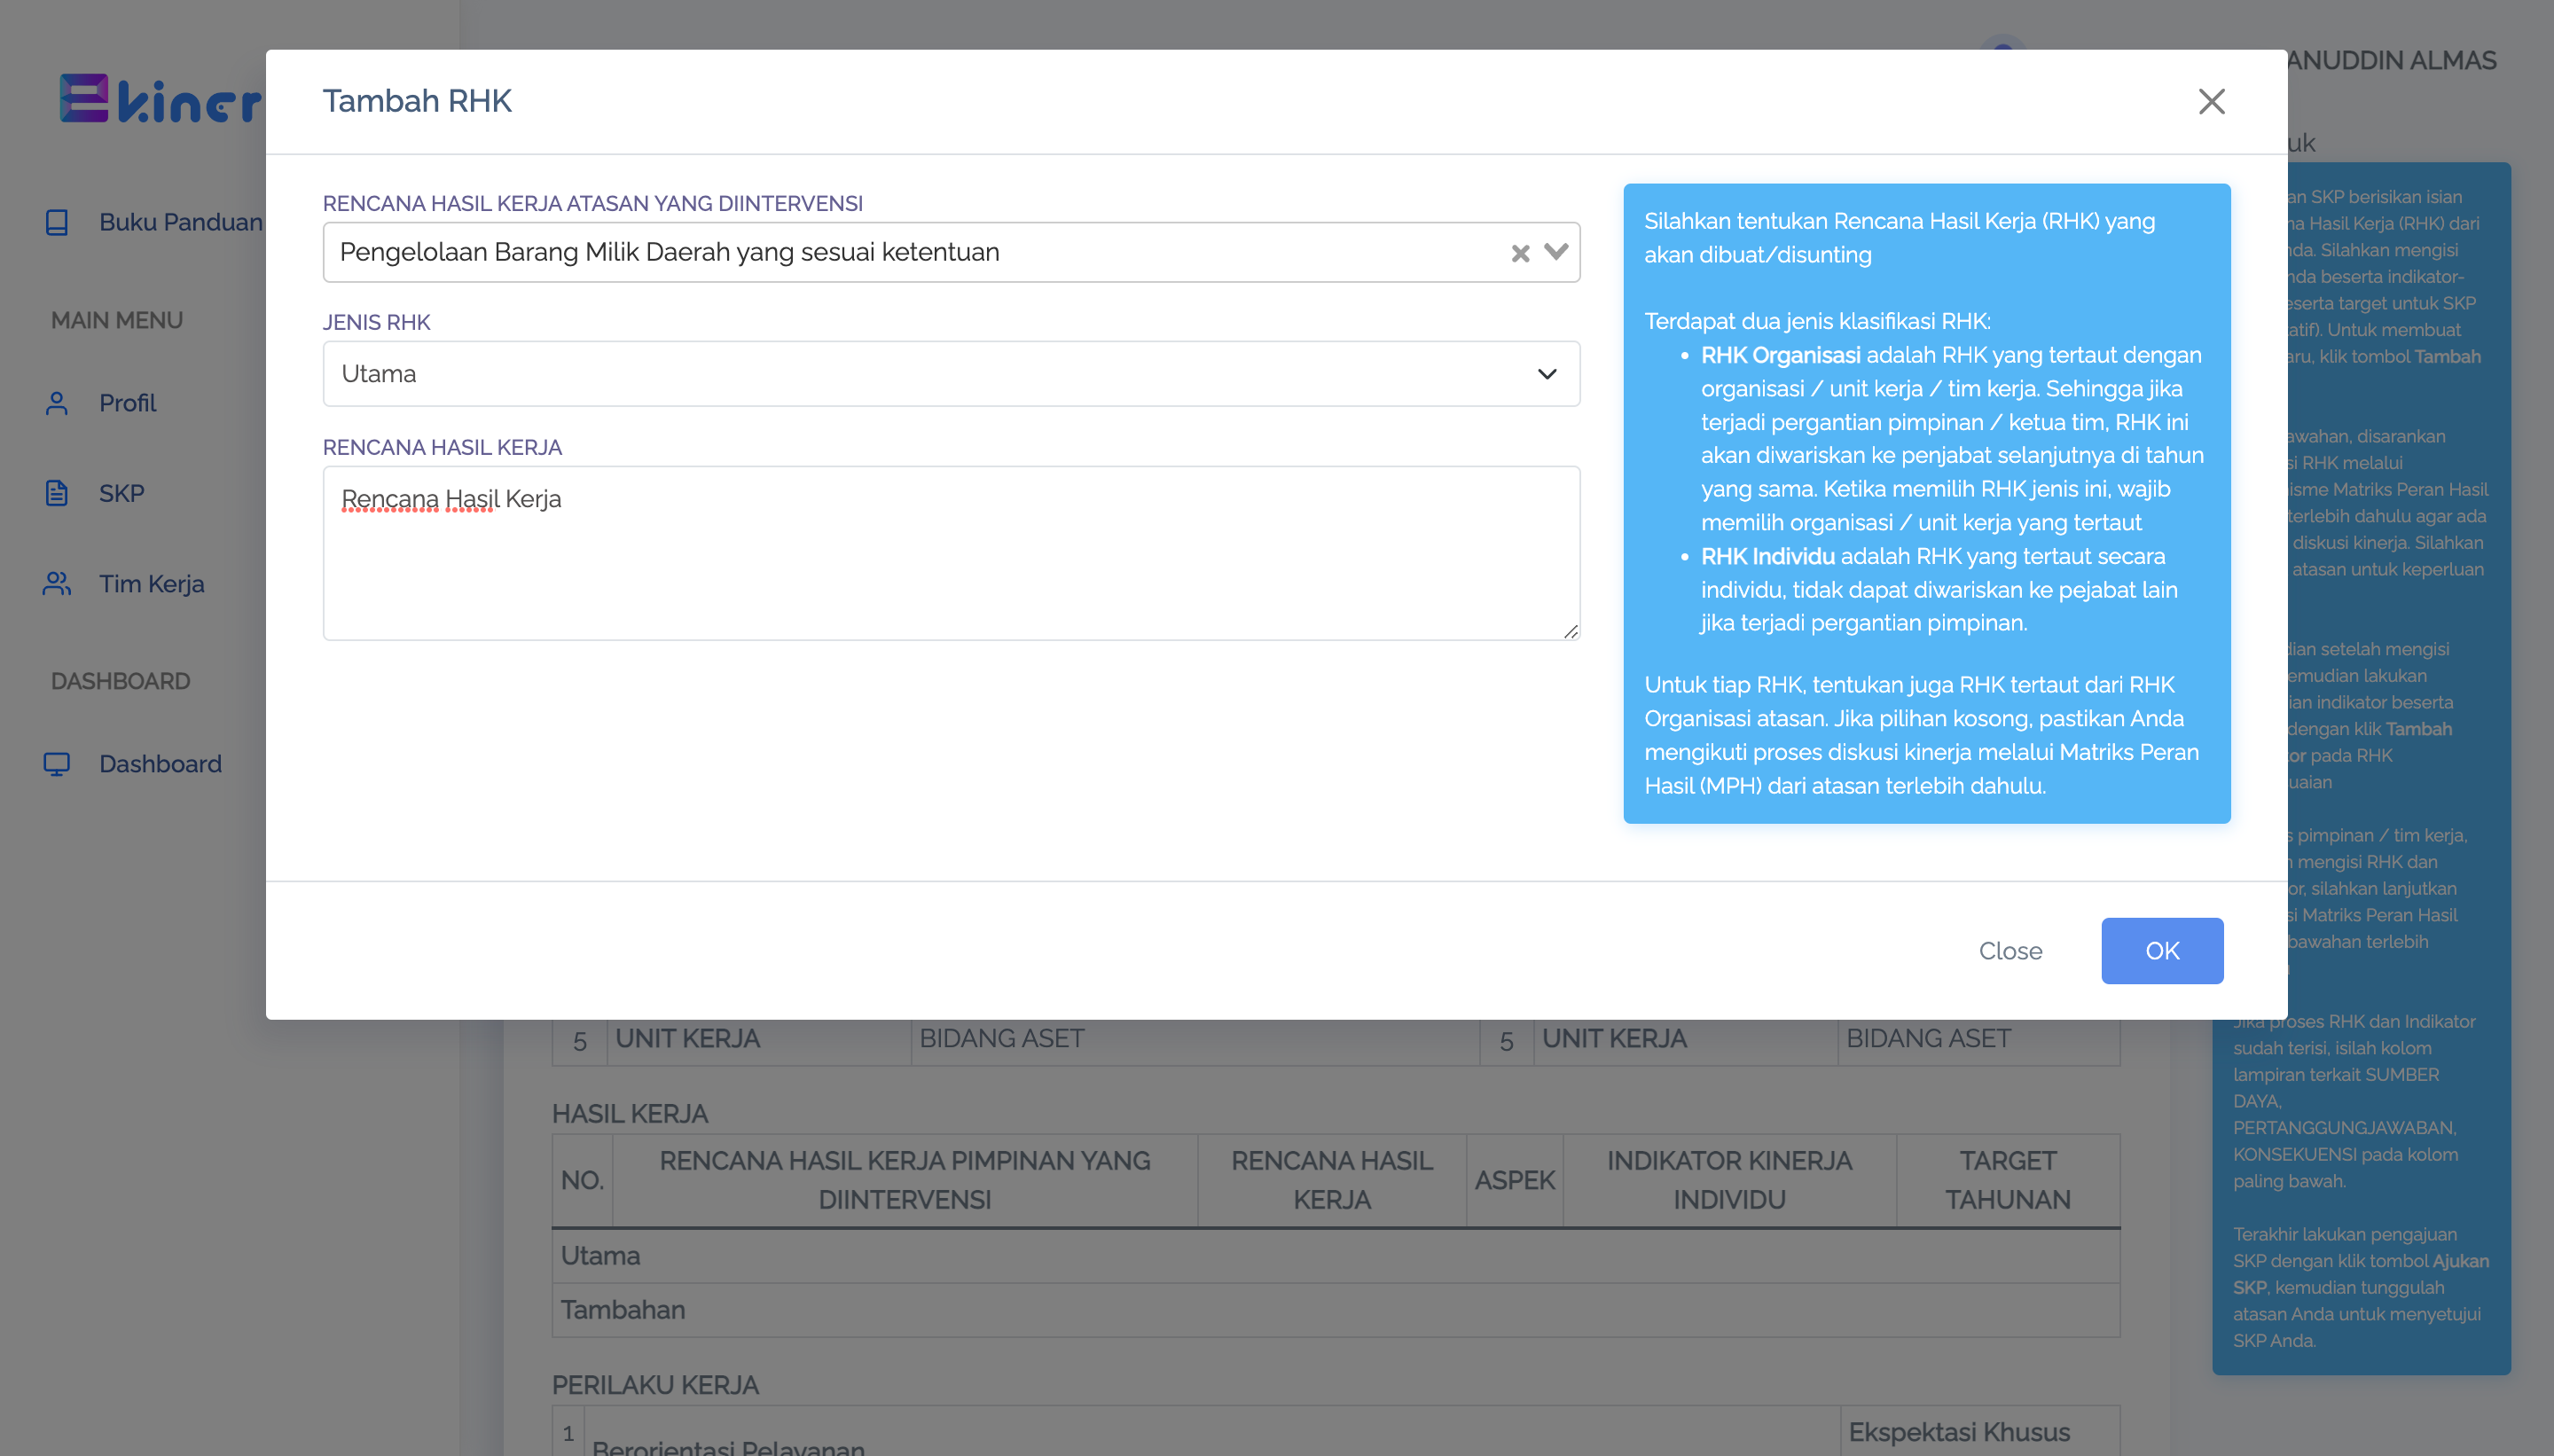 Ekiner
ANUDDIN ALMAS
Buku Panduan
MAIN MENU
Profil
SKP
Tim Kerja
DASHBOARD
Dashboard
Tambah RHK
RENCANA HASIL KERJA ATASAN YANG DIINTERVENSI
Pengelolaan Barang Milik Daerah yang sesuai ketentuan
JENIS RHK
Utama
RENCANA HASIL KERJA
Rencana Hasil Kerja
Silahkan tentukan Rencana Hasil Kerja (RHK) yang
akan dibuat/disunting
Terdapat dua jenis klasifikasi RHK:
• RHK Organisasi adalah RHK yang tertaut dengan
organisasi / unit kerja / tim kerja. Sehingga jika
terjadi pergantian pimpinan / ketua tim, RHK ini
akan diwariskan ke penjabat selanjutnya di tahun
yang sama. Ketika memilih RHK jenis ini, wajib
memilih organisasi / unit kerja yang tertaut
• RHK Individu adalah RHK yang tertaut secara
individu, tidak dapat diwariskan ke pejabat lain
jika terjadi pergantian pimpinan.
Untuk tiap RHK, tentukan juga RHK tertaut dari RHK
Organisasi atasan. Jika pilihan kosong, pastikan Anda
mengikuti proses diskusi kinerja melalui Matriks Peran
Hasil (MPH) dari atasan terlebih dahulu.
Close
OK
uk
an SKP berisikan isian
na Hasil Kerja (RHK) dari
nda. Silahkan mengisi
nda beserta indikator-
eserta target untuk SKP
atif). Untuk membuat
aru, klik tombol Tambah
awahan, disarankan
si RHK melalui
nisme Matriks Peran Hasil
terlebih dahulu agar ada
diskusi kinerja. Silahkan
atasan untuk keperluan
dian setelah mengisi
emudian lakukan
ian indikator beserta
dengan klik Tambah
or pada RHK
uaian
s pimpinan / tim kerja,
n mengisi RHK dan
or, silahkan lanjutkan
si Matriks Peran Hasil
bawahan terlebih
Jika proses RHK dan Indikator
sudah terisi, isilah kolom
lampiran terkait SUMBER
DAYA,
PERTANGGUNGJAWABAN,
KONSEKUENSI pada kolom
paling bawah.
Terakhir lakukan pengajuan
SKP dengan klik tombol Ajukan
SKP, kemudian tunggulah
atasan Anda untuk menyetujui
SKP Anda.
5 UNIT KERJA BIDANG ASET 5 UNIT KERJA BIDANG ASET
HASIL KERJA
NO. RENCANA HASIL KERJA PIMPINAN YANG DIINTERVENSI RENCANA HASIL KERJA ASPEK INDIKATOR KINERJA INDIVIDU TARGET TAHUNAN
Utama
Tambahan
PERILAKU KERJA
1 Berorientasi Pelayanan Ekspektasi Khusus